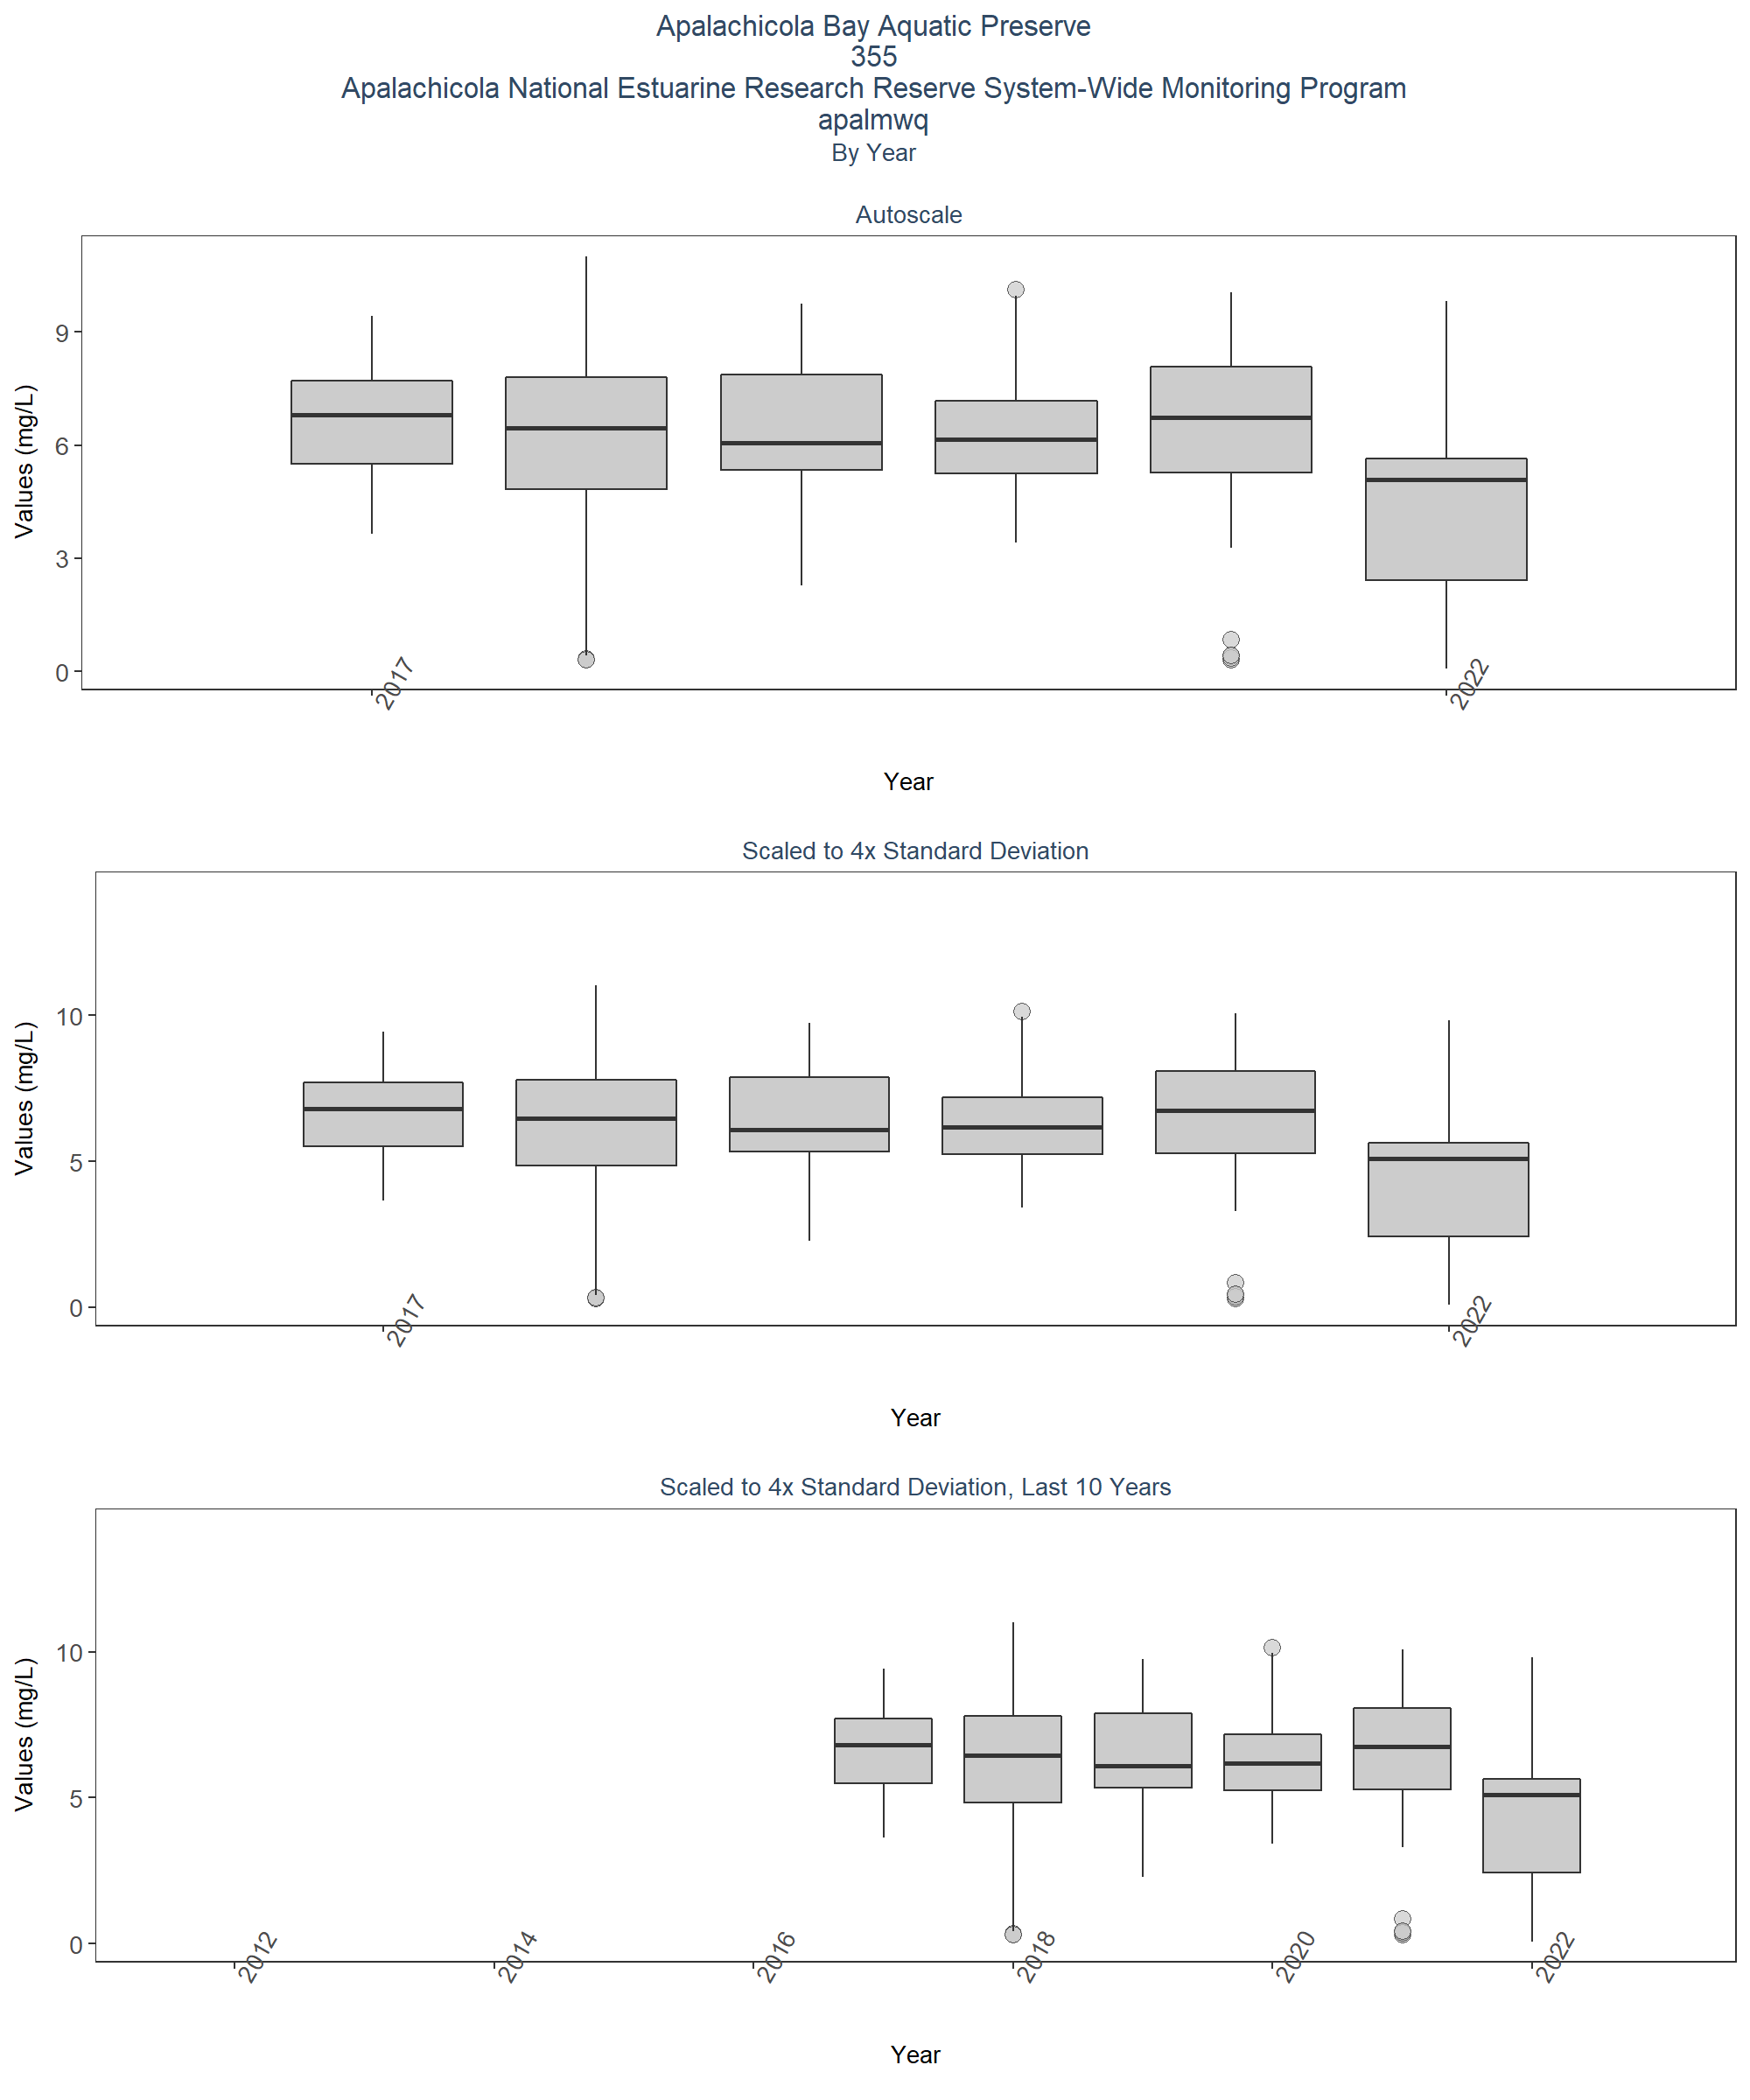 Apalachicola Bay Aquatic Preserve
355
Apalachicola National Estuarine Research Reserve System-Wide Monitoring Program
apalmwq
By Year
Autoscale
Values (mg/L)
9
6
3
0
2017
2022
Year
Scaled to 4x Standard Deviation
Values (mg/L)
10
5
0
2017
2022
Year
Scaled to 4x Standard Deviation, Last 10 Years
Values (mg/L)
10
5
0
2012
2014
2016
2018
2020
2022
Year